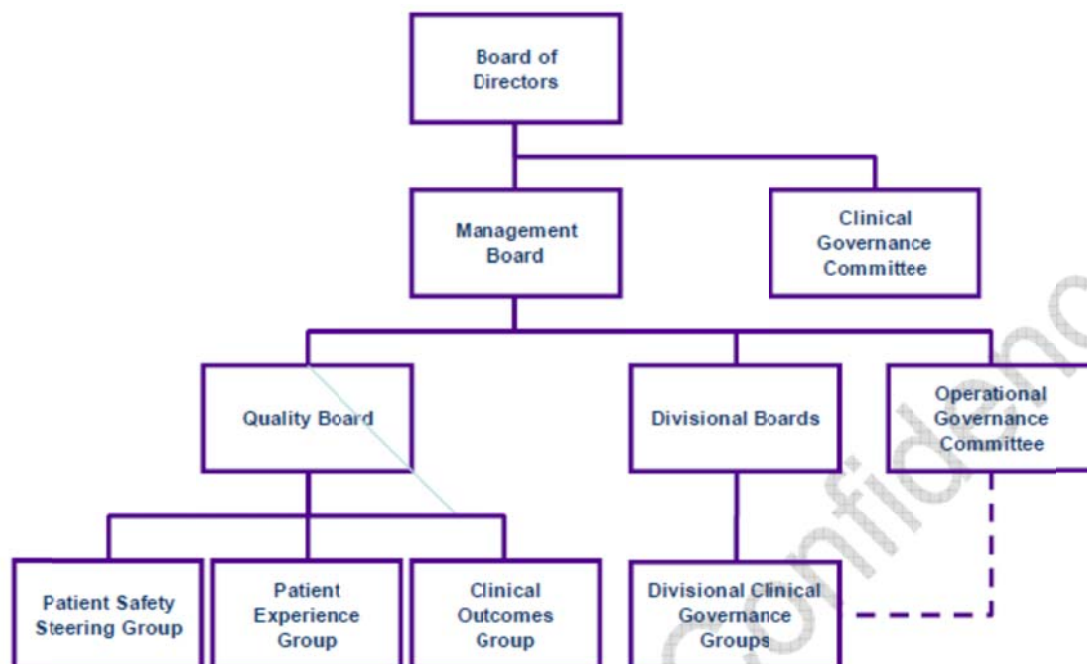 Board of
Directors
Management
Board
Clinical
Governance
Committee
Quality Board
Divisional Boards
Operational
Governance
Committee
Patient Safety
Steering Group
Patient
Experience
Group
Clinical
Outcomes
Group
Divisional Clinical
Governance
Groups
Confidenc